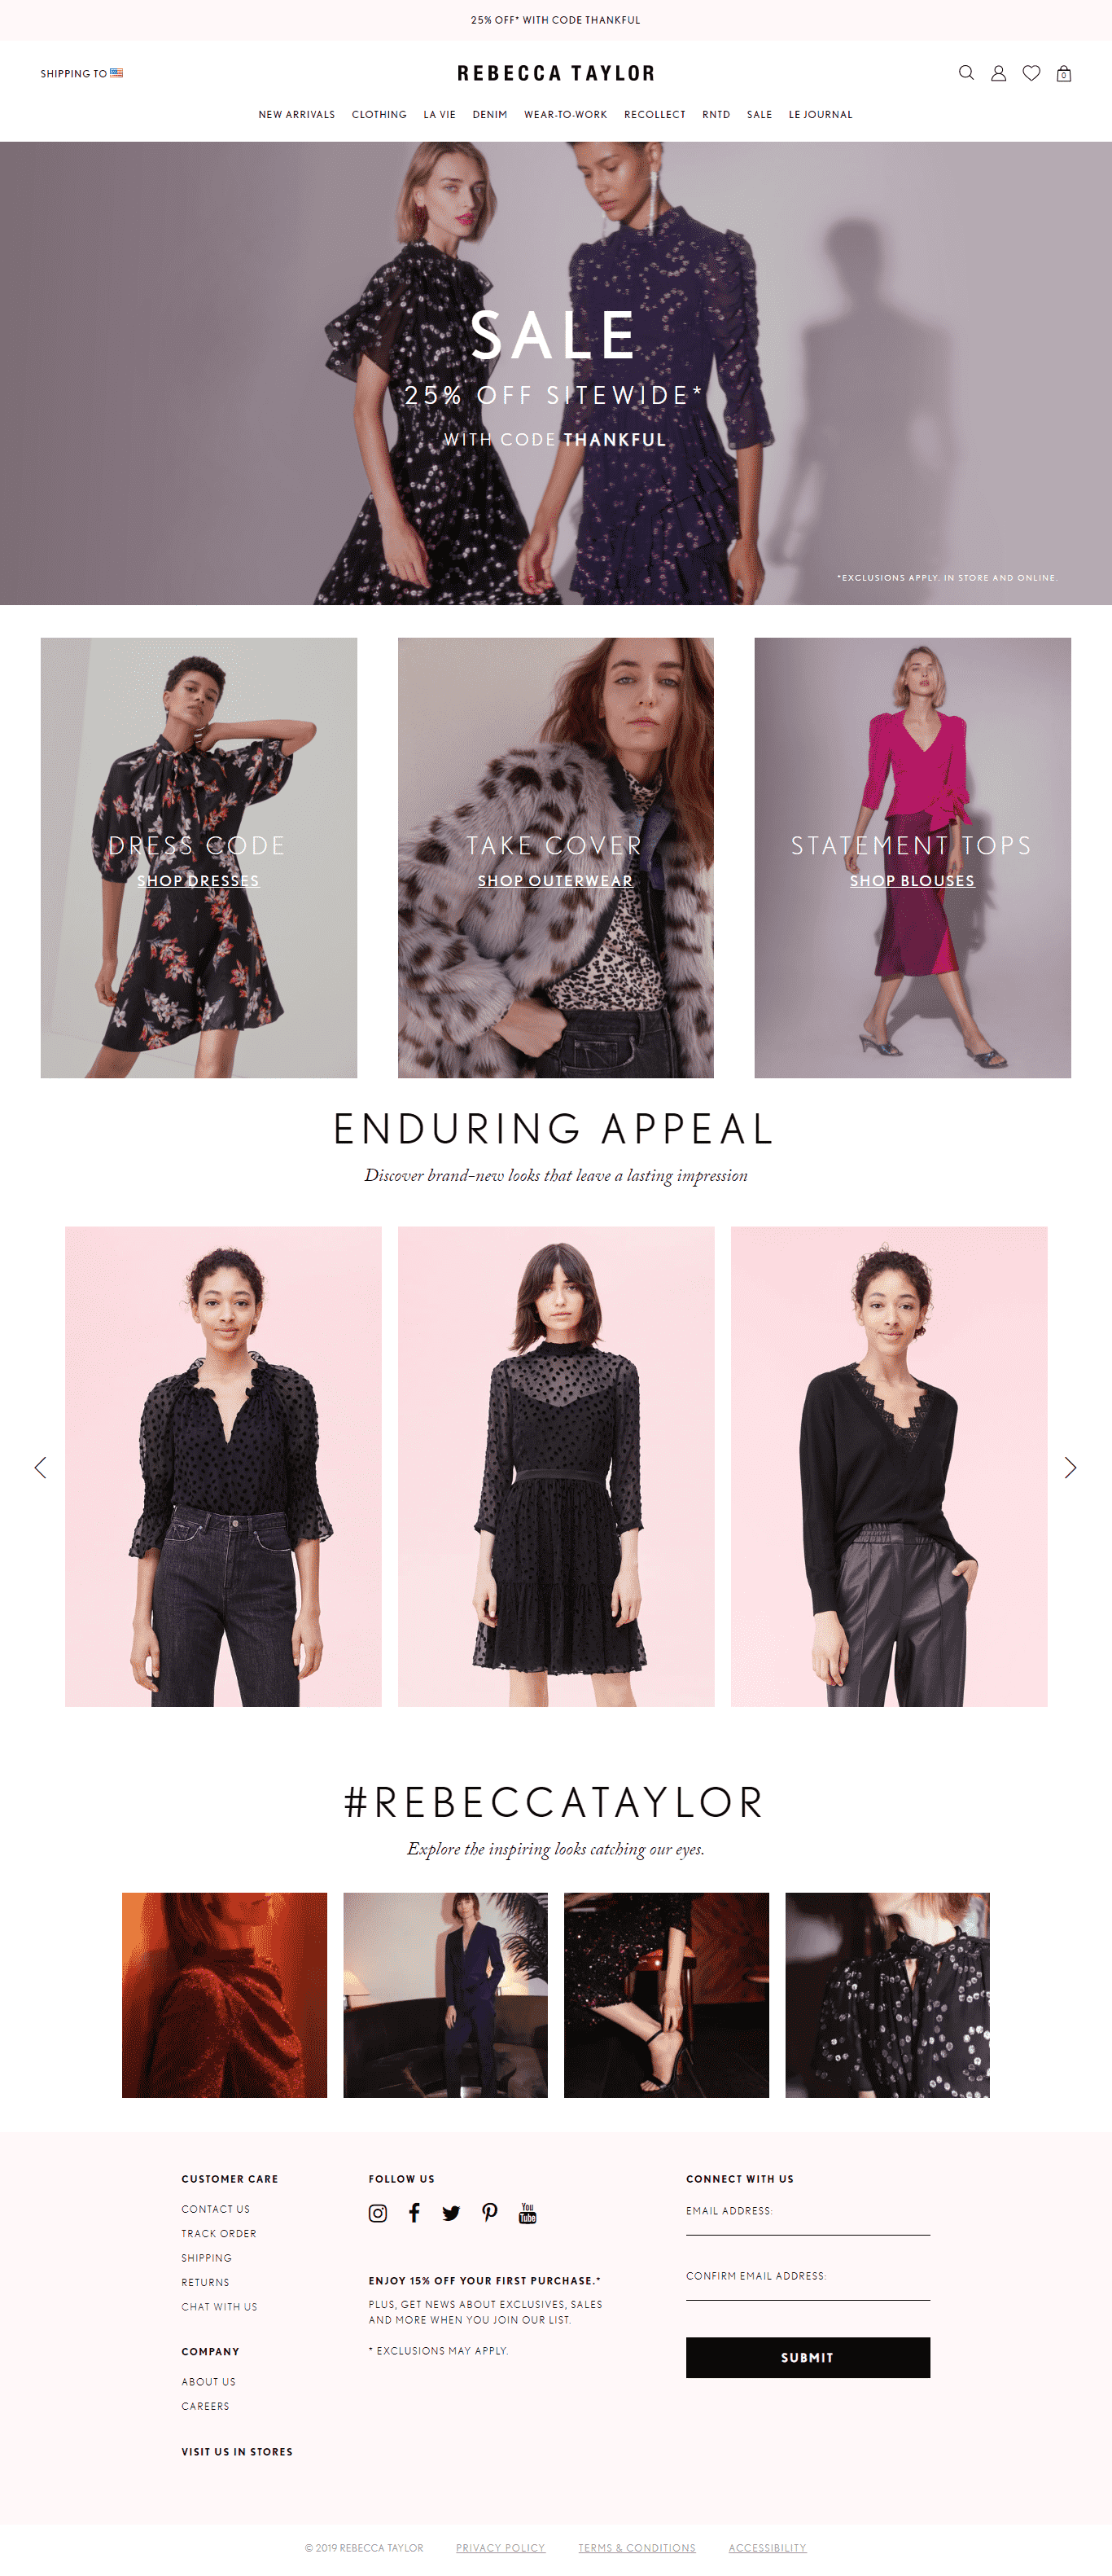 25% OFF* WITH CODE THANKFUL
SHIPPING TO
REBECCA TAYLOR
0
NEW ARRIVALS CLOTHING LA VIE DENIM WEAR-TO-WORK RECOLLECT RNTD SALE LE JOURNAL
SALE
25% OFF SITEWIDE*
WITH CODE THANKFUL
*EXCLUSIONS APPLY. IN STORE AND ONLINE.
DRESS CODE
SHOP DRESSES
TAKE COVER
SHOP OUTERWEAR
STATEMENT TOPS
SHOP BLOUSES
ENDURING APPEAL
Discover brand-new looks that leave a lasting impression
#REBECCATAYLOR
Explore the inspiring looks catching our eyes.
CUSTOMER CARE
CONTACT US
TRACK ORDER
SHIPPING
RETURNS
CHAT WITH US
COMPANY
ABOUT US
CAREERS
VISIT US IN STORES
FOLLOW US
You
Tube
ENJOY 15% OFF YOUR FIRST PURCHASE.*
PLUS, GET NEWS ABOUT EXCLUSIVES, SALES
AND MORE WHEN YOU JOIN OUR LIST.
* EXCLUSIONS MAY APPLY.
CONNECT WITH US
EMAIL ADDRESS:
CONFIRM EMAIL ADDRESS:
SUBMIT
© 2019 REBECCA TAYLOR PRIVACY POLICY TERMS & CONDITIONS ACCESSIBILITY